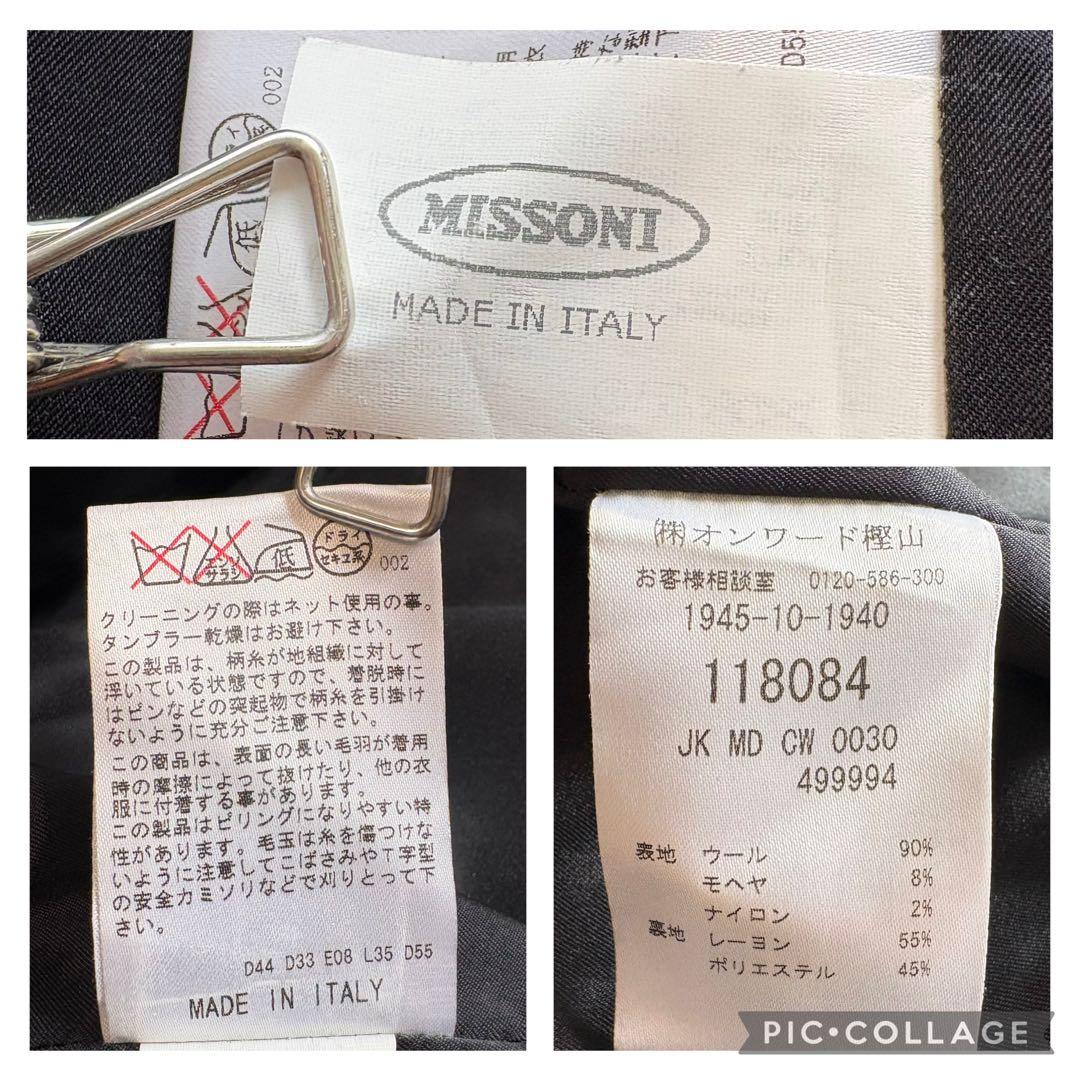 002
低
MISSONI
MADE IN ITALY
エンソ
サラシ
低
ドライ
セキユ系
002
クリーニングの際はネット使用の事。
タンブラー乾燥はお避け下さい。
この製品は、柄糸が地組織に対して
浮いている状態ですので、着脱時に
はピンなどの突起物で柄糸を引掛け
ないように充分ご注意下さい。
この商品は、表面の長い毛羽が着用
時の摩擦によって抜けたり、他の衣
服に付着する事があります。
この製品はピリングになりやすい特
性があります。毛玉は糸を傷つけな
いように注意してこばさみやT字型
の安全カミソリなどで刈りとって下
さい。
D44 D33 E08 L35 D55
MADE IN ITALY
㈱オンワード樫山
お客様相談室 0120-586-300
1945-10-1940
118084
JK MD CW 0030
499994
表地 ウール 90%
モヘヤ 8%
ナイロン 2%
裏地 レーヨン 55%
ポリエステル 45%
PIC•COLLAGE